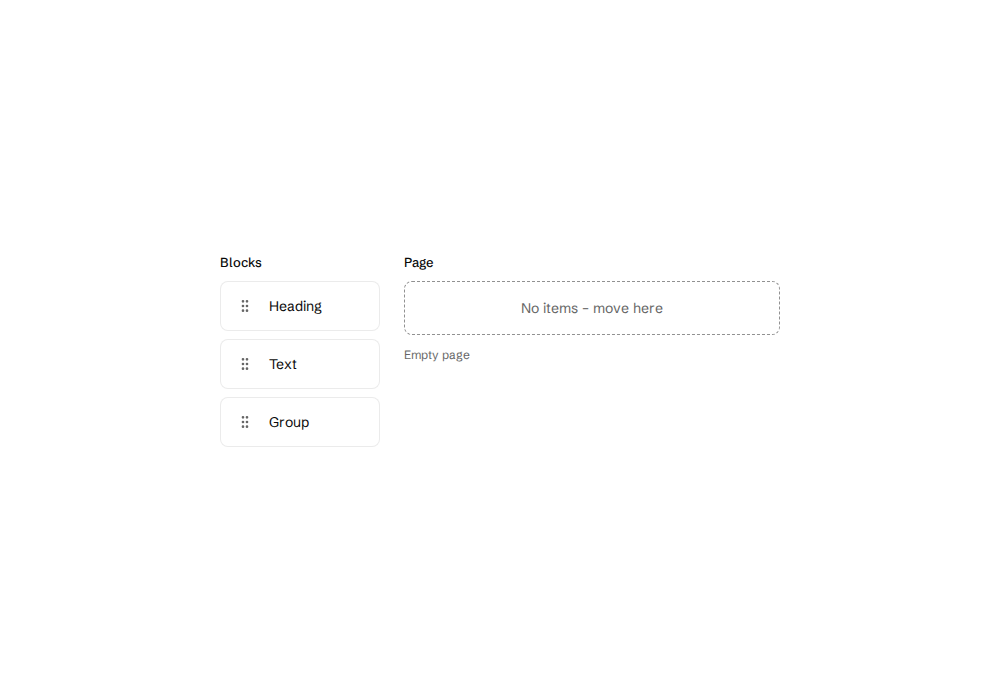 Blocks
Heading
Text
Group
Page
No items – move here
Empty page